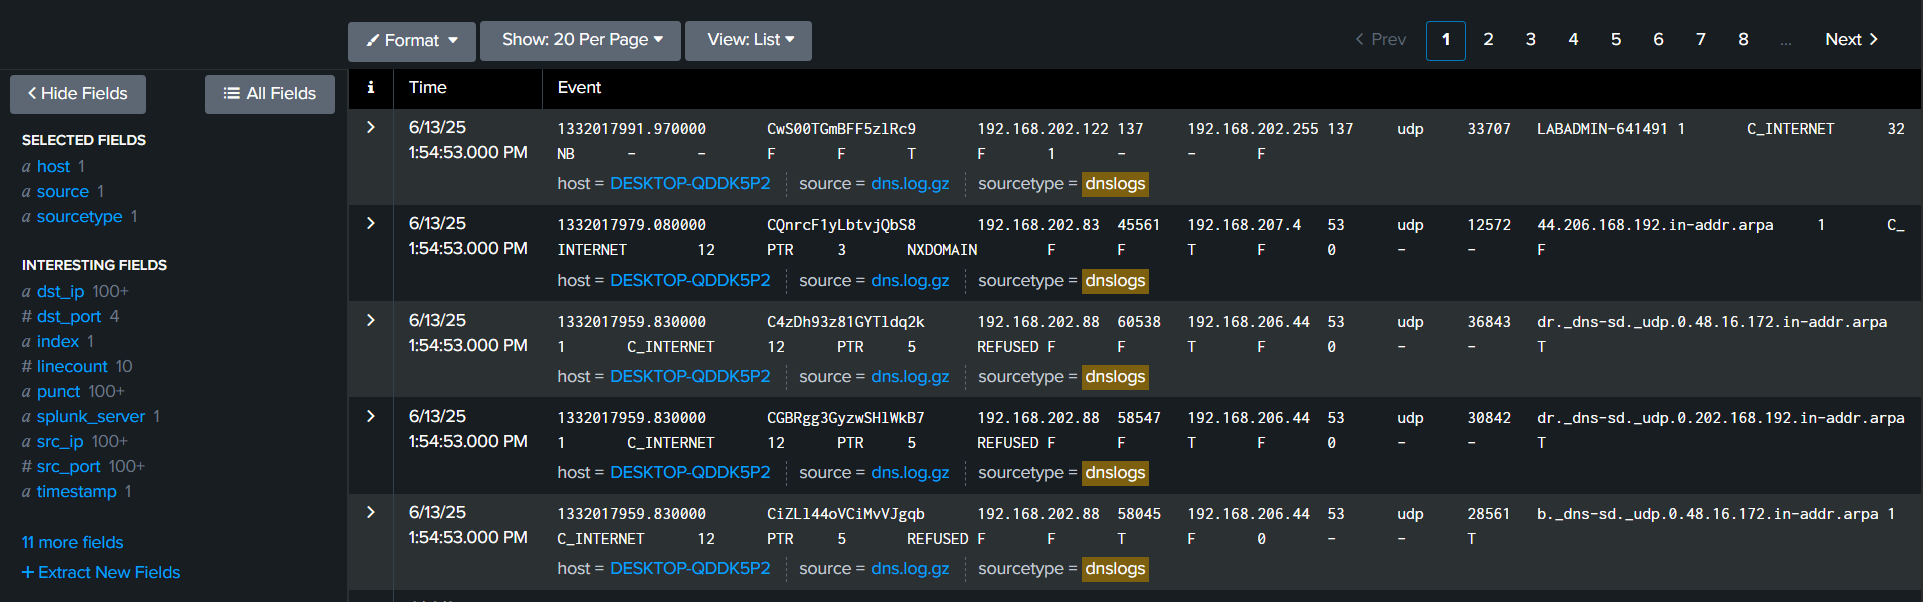 Format Show: 20 Per Page View: List Prev 1 2 3 4 5 6 7 8 ... Next
Hide Fields All Fields
SELECTED FIELDS
a host 1
a source 1
a sourcetype 1
INTERESTING FIELDS
a dst_ip 100+
# dst_port 4
a index 1
# linecount 10
a punct 100+
a splunk_server 1
a src_ip 100+
# src_port 100+
a timestamp 1
11 more fields
+ Extract New Fields
i Time Event
6/13/25 1332017991.970000 CwS00TGmBFF5zlRc9 192.168.202.122 137 192.168.202.255 137 udp 33707 LABADMIN-641491 1 C_INTERNET 32
1:54:53.000 PM NB - - F F T F 1 - - F
host = DESKTOP-QDDK5P2 source = dns.log.gz sourcetype = dnslogs
6/13/25 1332017979.080000 CQnrcF1yLbtvjQbS8 192.168.202.83 45561 192.168.207.4 53 udp 12572 44.206.168.192.in-addr.arpa 1 C_
1:54:53.000 PM INTERNET 12 PTR 3 NXDOMAIN F F T F 0 - - F
host = DESKTOP-QDDK5P2 source = dns.log.gz sourcetype = dnslogs
6/13/25 1332017959.830000 C4zDh93z81GYTldq2k 192.168.202.88 60538 192.168.206.44 53 udp 36843 dr._dns-sd._udp.0.48.16.172.in-addr.arpa
1:54:53.000 PM 1 C_INTERNET 12 PTR 5 REFUSED F F T F 0 - - T
host = DESKTOP-QDDK5P2 source = dns.log.gz sourcetype = dnslogs
6/13/25 1332017959.830000 CGBRgg3GyzwSHlWkB7 192.168.202.88 58547 192.168.206.44 53 udp 30842 dr._dns-sd._udp.0.202.168.192.in-addr.arpa
1:54:53.000 PM 1 C_INTERNET 12 PTR 5 REFUSED F F T F 0 - - T
host = DESKTOP-QDDK5P2 source = dns.log.gz sourcetype = dnslogs
6/13/25 1332017959.830000 CiZLl44oVCiMvVJgqb 192.168.202.88 58045 192.168.206.44 53 udp 28561 b._dns-sd._udp.0.48.16.172.in-addr.arpa 1
1:54:53.000 PM C_INTERNET 12 PTR 5 REFUSED F F T F 0 - - T
host = DESKTOP-QDDK5P2 source = dns.log.gz sourcetype = dnslogs